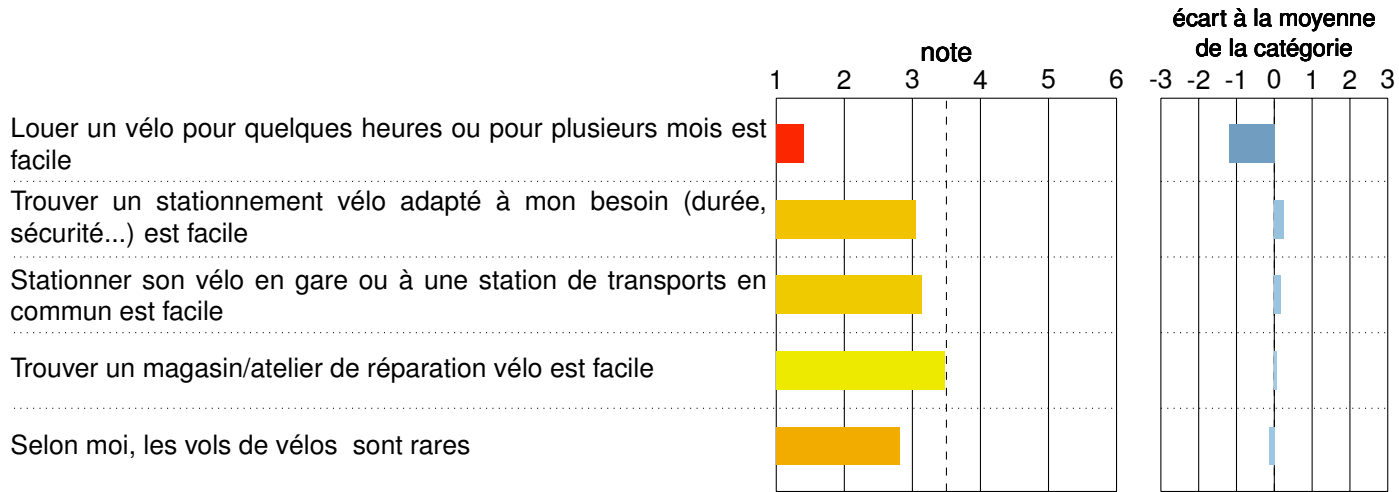 écart à la moyenne
note de la catégorie
1 2 3 4 5 6 -3 -2 -1 0 1 2 3
Louer un vélo pour quelques heures ou pour plusieurs mois est
facile
Trouver un stationnement vélo adapté à mon besoin (durée,
sécurité...) est facile
Stationner son vélo en gare ou à une station de transports en
commun est facile
Trouver un magasin/atelier de réparation vélo est facile
Selon moi, les vols de vélos sont rares